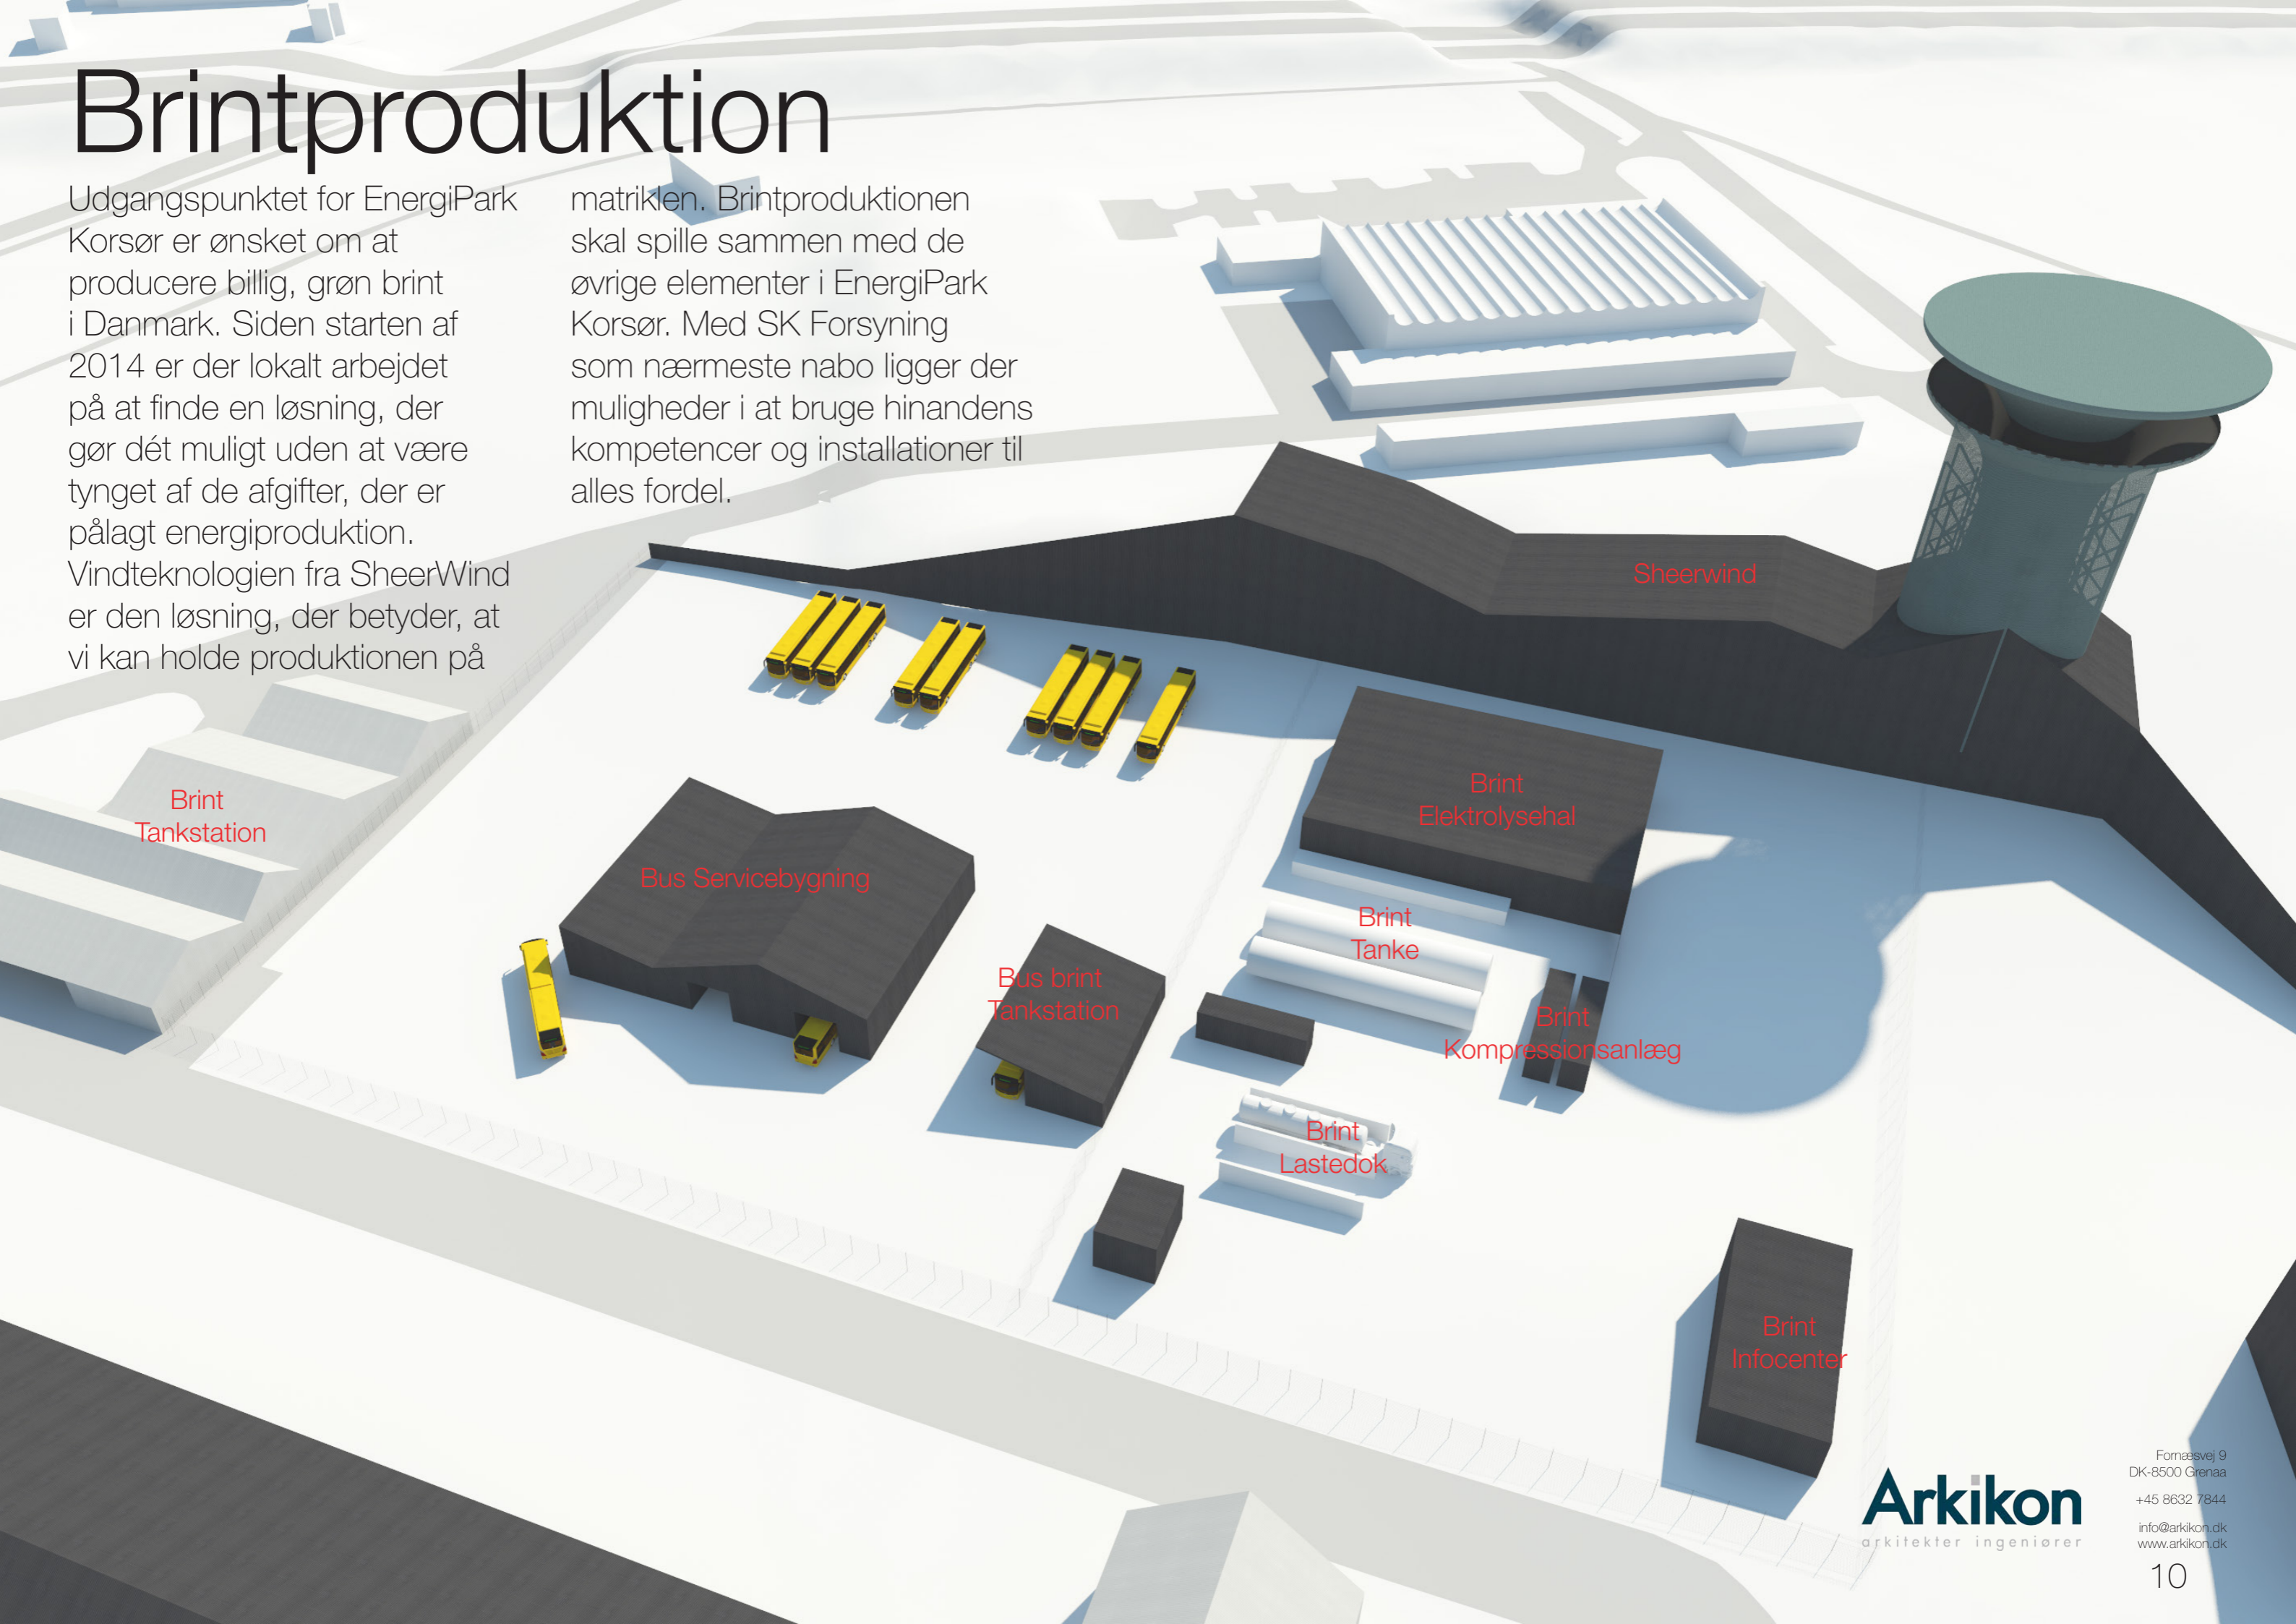 Brintproduktion
Udgangspunktet for EnergiPark
Korsør er ønsket om at
producere billig, grøn brint
i Danmark. Siden starten af
2014 er der lokalt arbejdet
på at finde en løsning, der
gør dét muligt uden at være
tynget af de afgifter, der er
pålagt energiproduktion.
Vindteknologien fra SheerWind
er den løsning, der betyder, at
vi kan holde produktionen på
matriklen. Brintproduktionen
skal spille sammen med de
øvrige elementer i EnergiPark
Korsør. Med SK Forsyning
som nærmeste nabo ligger der
muligheder i at bruge hinandens
kompetencer og installationer til
alles fordel.
Sheerwind
Brint
Tankstation
Brint
Elektrolysehal
Bus Servicebygning
Brint
Tanke
Bus brint
Tankstation
Brint
Kompressionsanlæg
Brint
Lastedok
Brint
Infocenter
Arkikon
arkitekter ingeniører
Fornæsvej 9
DK-8500 Grenaa
+45 8632 7844
info@arkikon.dk
www.arkikon.dk
10